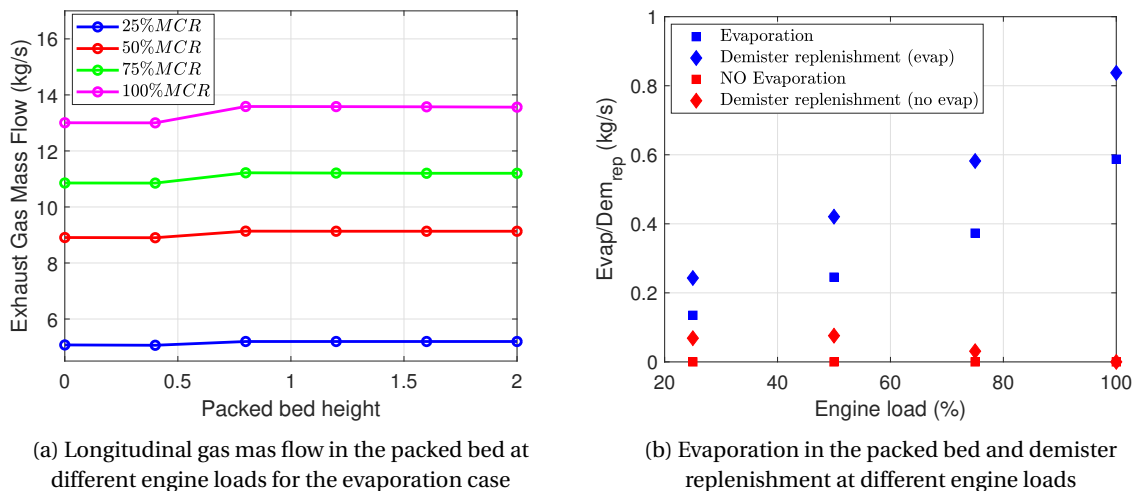 Exhaust Gas Mass Flow (kg/s)
16
14
12
10
8
6
25%MCR
50%MCR
75%MCR
100%MCR
0
0.5
1
1.5
2
Packed bed height
(a) Longitudinal gas mas flow in the packed bed at
different engine loads for the evaporation case
Evap/Dem_rep (kg/s)
1
0.8
0.6
0.4
0.2
0
Evaporation
Demister replenishment (evap)
NO Evaporation
Demister replenishment (no evap)
20
40
60
80
100
Engine load (%)
(b) Evaporation in the packed bed and demister
replenishment at different engine loads